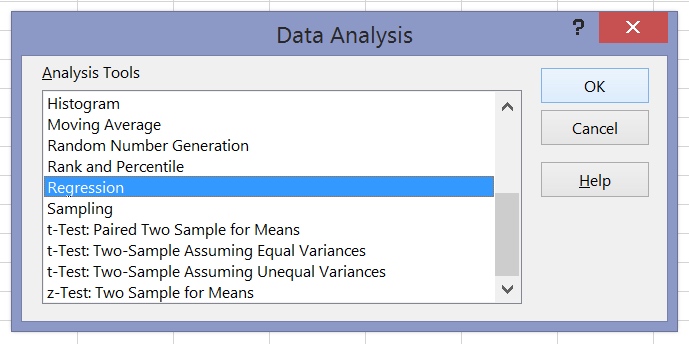 Data Analysis
?
Analysis Tools
Histogram
Moving Average
Random Number Generation
Rank and Percentile
Regression
Sampling
t-Test: Paired Two Sample for Means
t-Test: Two-Sample Assuming Equal Variances
t-Test: Two-Sample Assuming Unequal Variances
z-Test: Two Sample for Means
OK
Cancel
Help